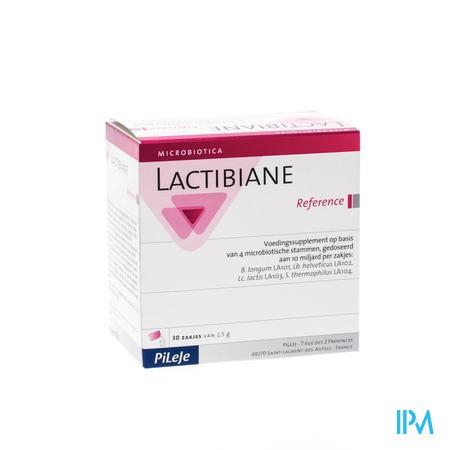 LACTIBIANE
MICROBIOTICA
LACTIBIANE
Reference
Voedingssupplement op basis
van 4 microbiotische stammen, gedoseerd
aan 10 miljard per zakjes:
B. longum LA101, Lb. helveticus LA102,
Lc. lactis LA103, S. thermophilus LA104.
30 ZAKJES VAN 2,5 g
PiLeJe
PILEJE - 7 RUE DES 2 PROVINCES
49270 SAINT-LAURENT-DES-AUTELS - FRANCE
IPM